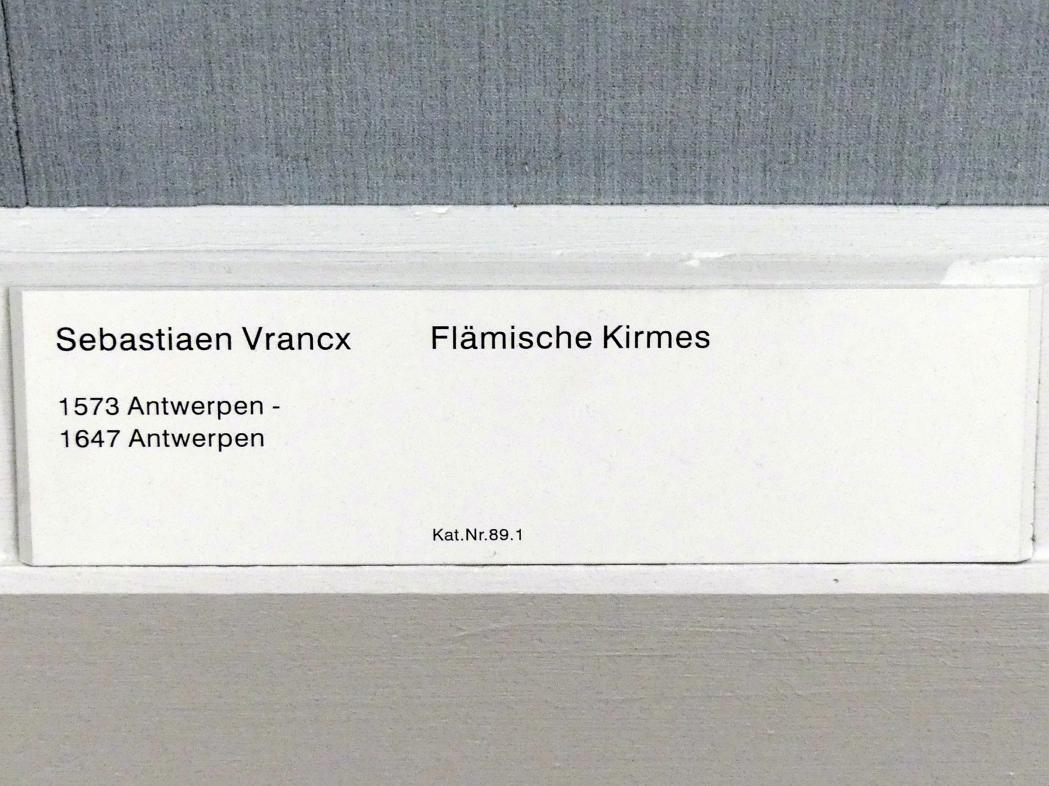 Sebastiaen Vrancx
Flämische Kirmes
1573 Antwerpen -
1647 Antwerpen
Kat.Nr.89.1